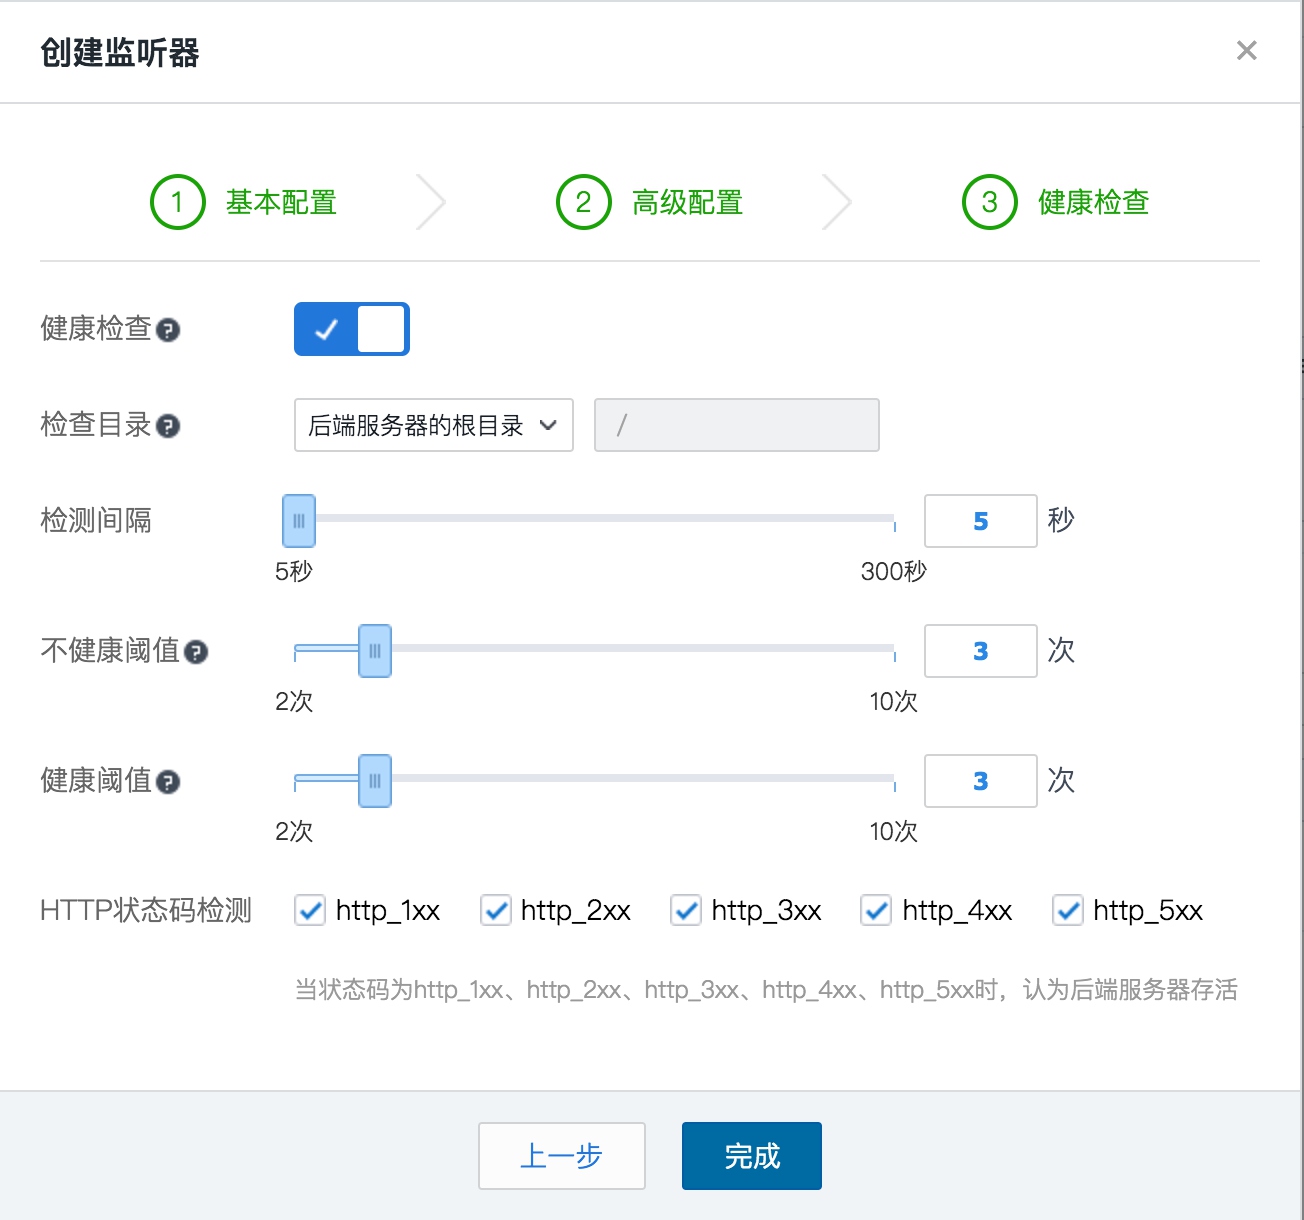 创建监听器
1 基本配置 2 高级配置 3 健康检查
健康检查
检查目录 后端服务器的根目录 /
检测间隔 5 秒
5秒 300秒
不健康阈值 3 次
2次 10次
健康阈值 3 次
2次 10次
HTTP状态码检测 http_1xx http_2xx http_3xx http_4xx http_5xx
当状态码为http_1xx、http_2xx、http_3xx、http_4xx、http_5xx时，认为后端服务器存活
上一步 完成